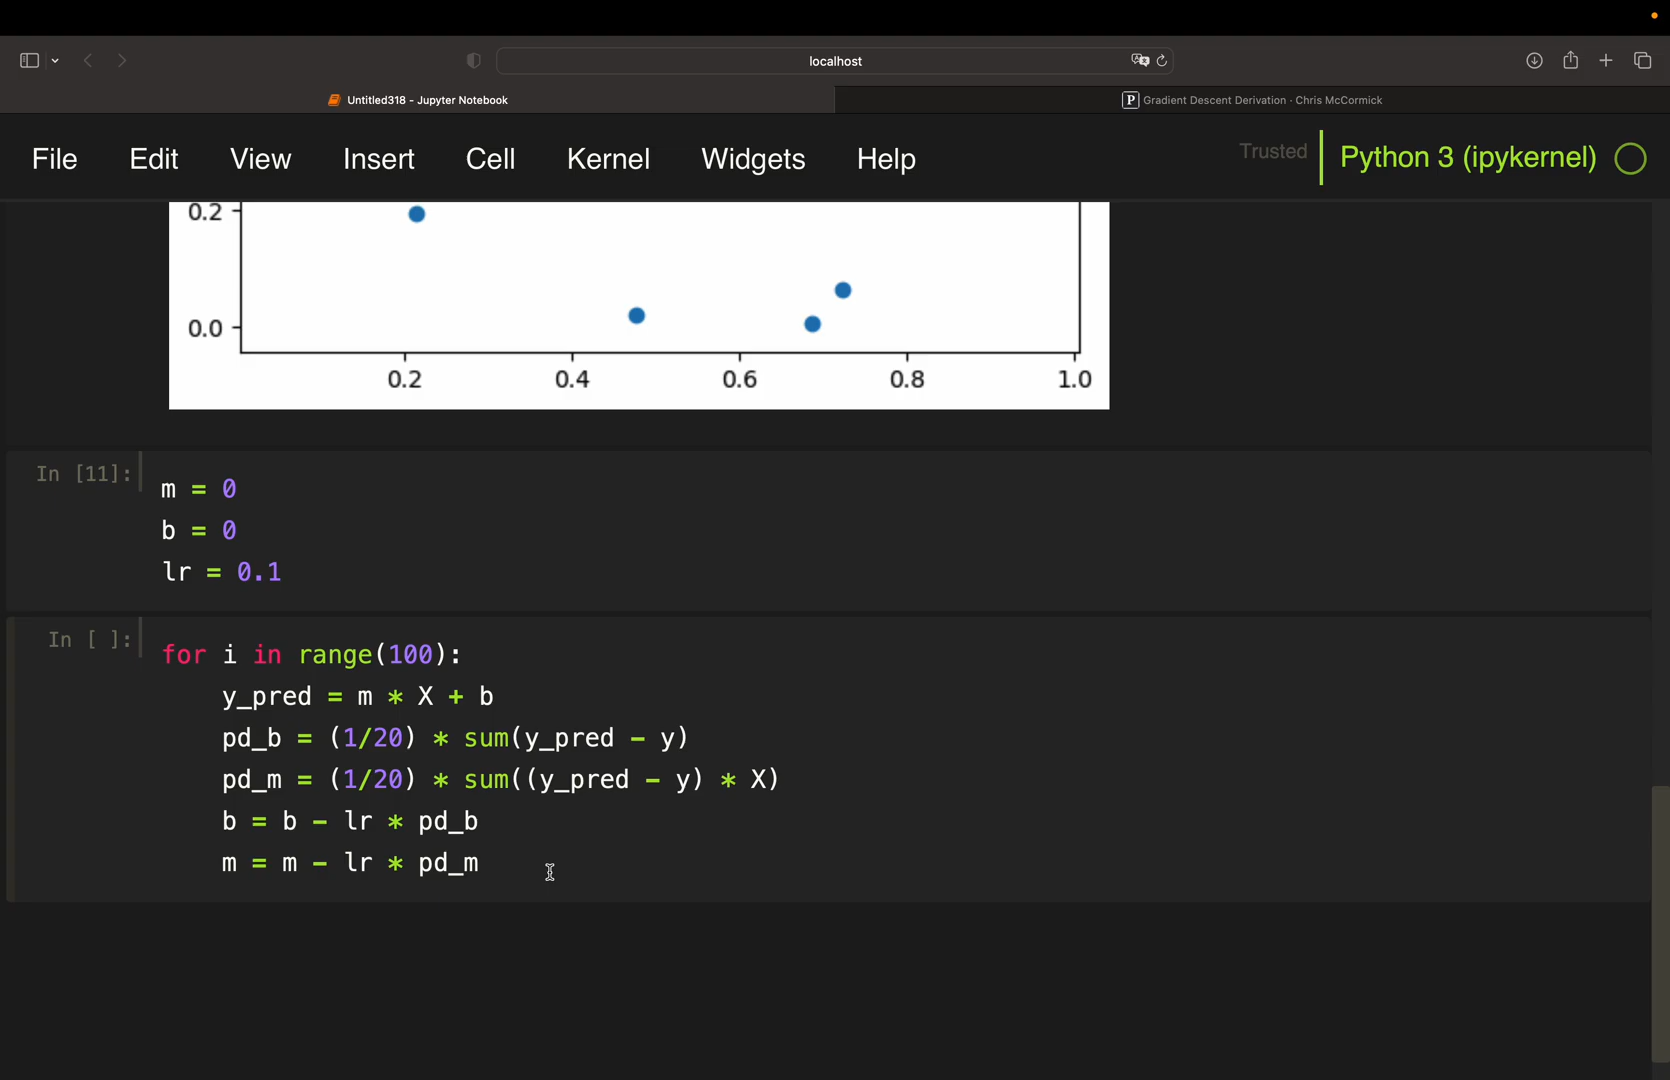 localhost
Untitled318 - Jupyter Notebook
P Gradient Descent Derivation · Chris McCormick
File Edit View Insert Cell Kernel Widgets Help
Trusted
Python 3 (ipykernel)
0.2
0.0
0.2 0.4 0.6 0.8 1.0
In [11]:
m = 0
b = 0
lr = 0.1
In [ ]:
for i in range(100):
    y_pred = m * X + b
    pd_b = (1/20) * sum(y_pred - y)
    pd_m = (1/20) * sum((y_pred - y) * X)
    b = b - lr * pd_b
    m = m - lr * pd_m